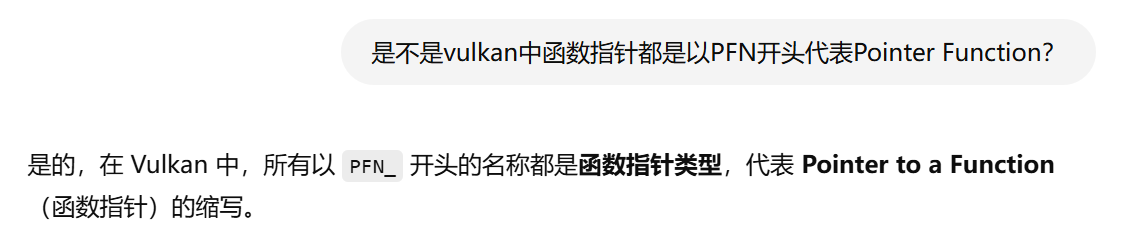 是不是vulkan中函数指针都是以PFN开头代表Pointer Function？
是的，在 Vulkan 中，所有以 PFN_ 开头的名称都是函数指针类型，代表 Pointer to a Function
（函数指针）的缩写。